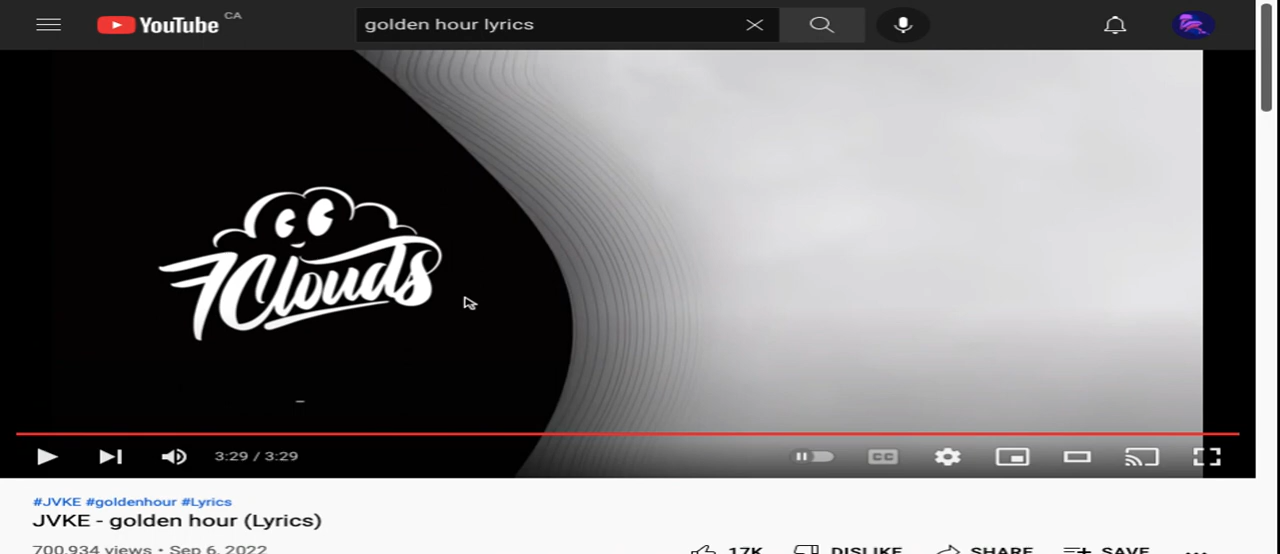 YouTube CA
golden hour lyrics
7Clouds
3:29 / 3:29
CC
#JVKE #goldenhour #Lyrics
JVKE - golden hour (Lyrics)
700,934 views • Sep 6, 2022
17K DISLIKE SHARE SAVE